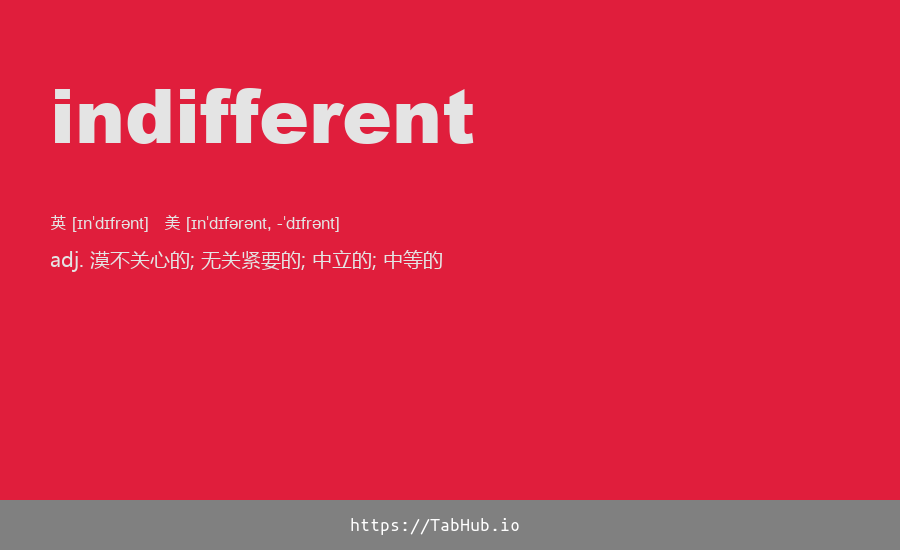 indifferent
英 [ɪnˈdɪfrənt] 美 [ɪnˈdɪfərənt, -ˈdɪfrənt]
adj. 漠不关心的; 无关紧要的; 中立的; 中等的
https://TabHub.io